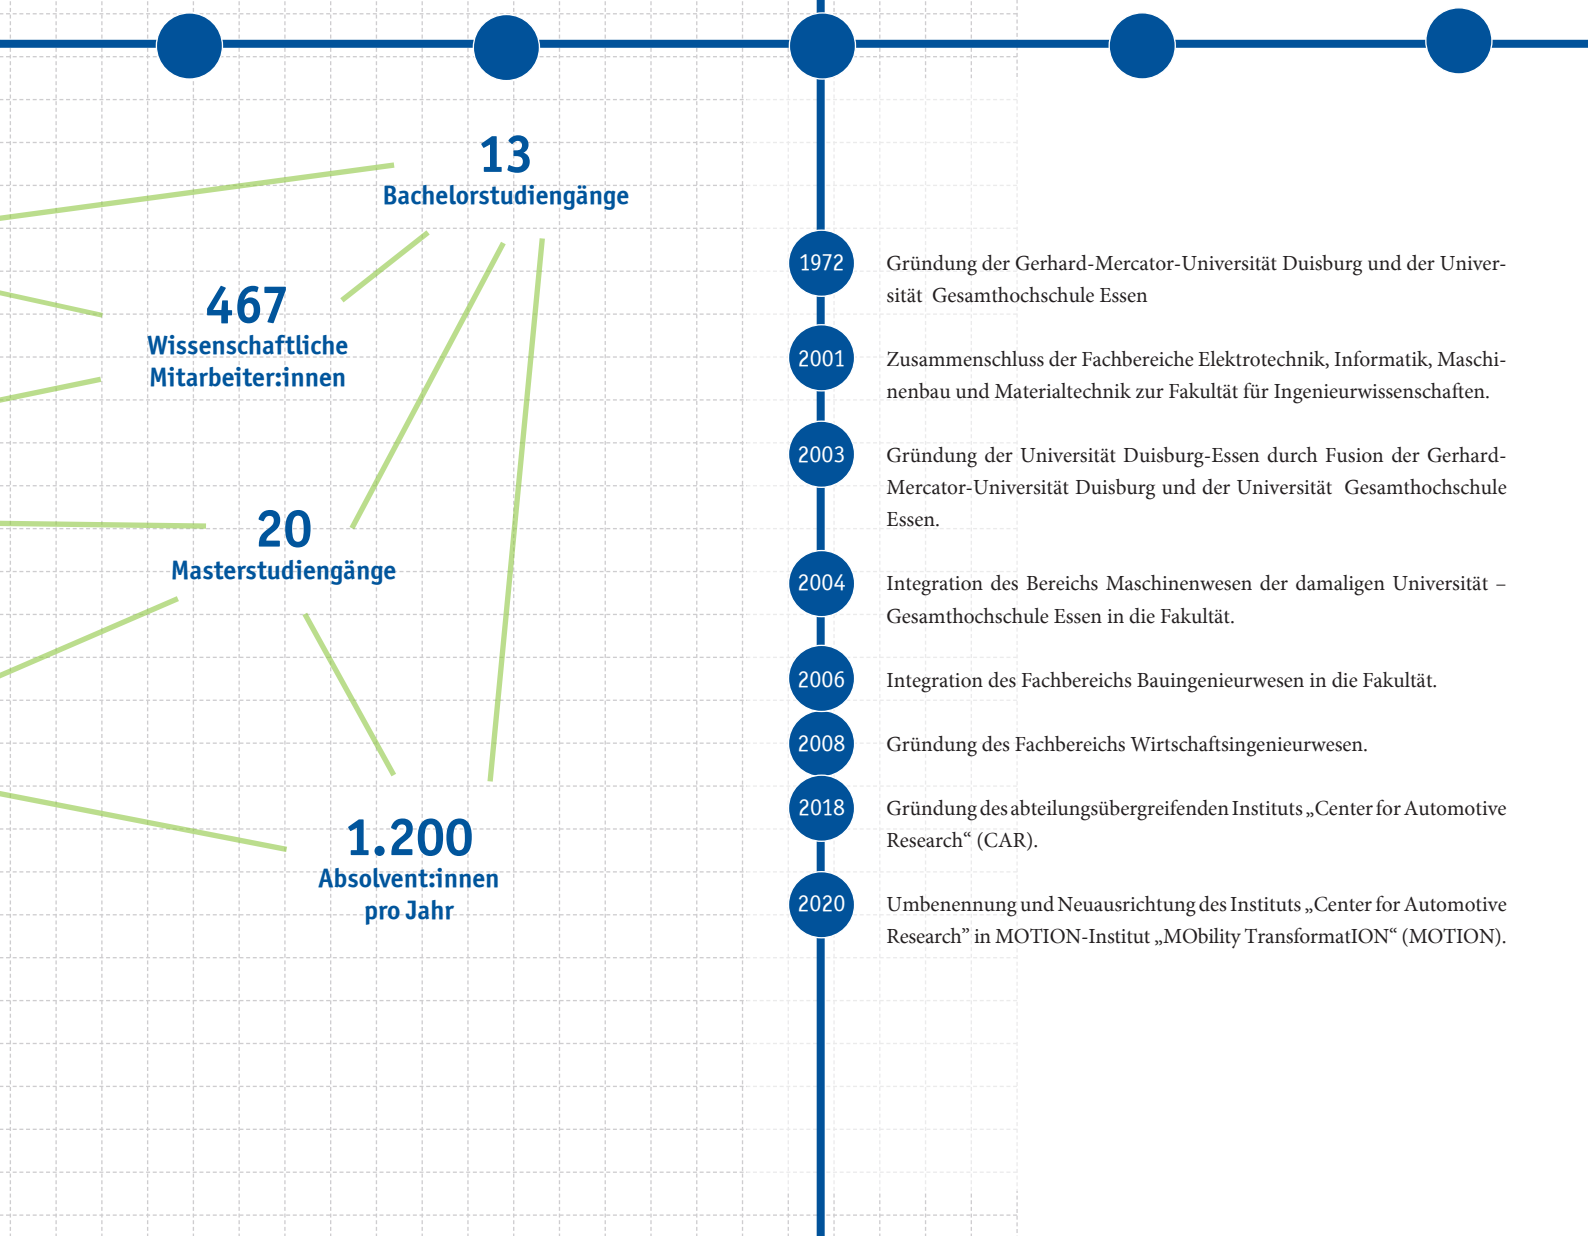 13
Bachelorstudiengänge
467
Wissenschaftliche
Mitarbeiter:innen
20
Masterstudiengänge
1.200
Absolvent:innen
pro Jahr
1972
Gründung der Gerhard-Mercator-Universität Duisburg und der Univer-
sität Gesamthochschule Essen
2001
Zusammenschluss der Fachbereiche Elektrotechnik, Informatik, Maschi-
nenbau und Materialtechnik zur Fakultät für Ingenieurwissenschaften.
2003
Gründung der Universität Duisburg-Essen durch Fusion der Gerhard-
Mercator-Universität Duisburg und der Universität Gesamthochschule
Essen.
2004
Integration des Bereichs Maschinenwesen der damaligen Universität –
Gesamthochschule Essen in die Fakultät.
2006
Integration des Fachbereichs Bauingenieurwesen in die Fakultät.
2008
Gründung des Fachbereichs Wirtschaftsingenieurwesen.
2018
Gründung des abteilungsübergreifenden Instituts „Center for Automotive
Research“ (CAR).
2020
Umbenennung und Neuausrichtung des Instituts „Center for Automotive
Research” in MOTION-Institut „MObility TransformatION“ (MOTION).